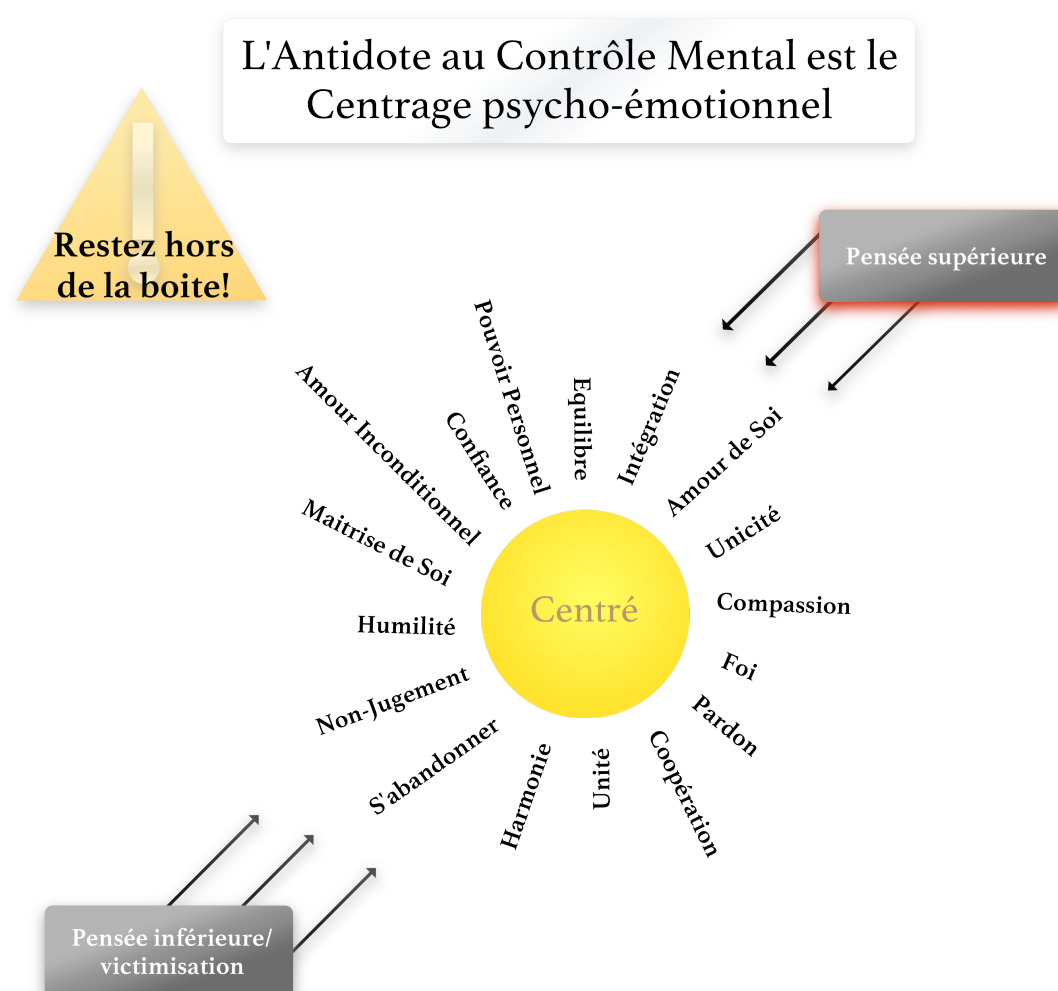 L'Antidote au Contrôle Mental est le
Centrage psycho-émotionnel
Restez hors
de la boite!
Pensée supérieure
Pouvoir Personnel
Equilibre
Intégration
Amour Inconditionnel
Confiance
Amour de Soi
Maitrise de Soi
Unicité
Centré
Compassion
Humilité
Foi
Non-Jugement
Pardon
S'abandonner
Harmonie
Unité
Coopération
Pensée inférieure/
victimisation